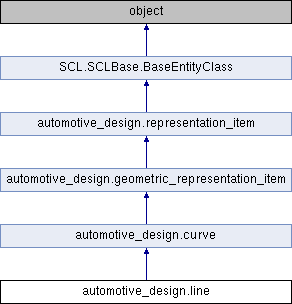 object
SCL.SCLBase.BaseEntityClass
automotive_design.representation_item
automotive_design.geometric_representation_item
automotive_design.curve
automotive_design.line